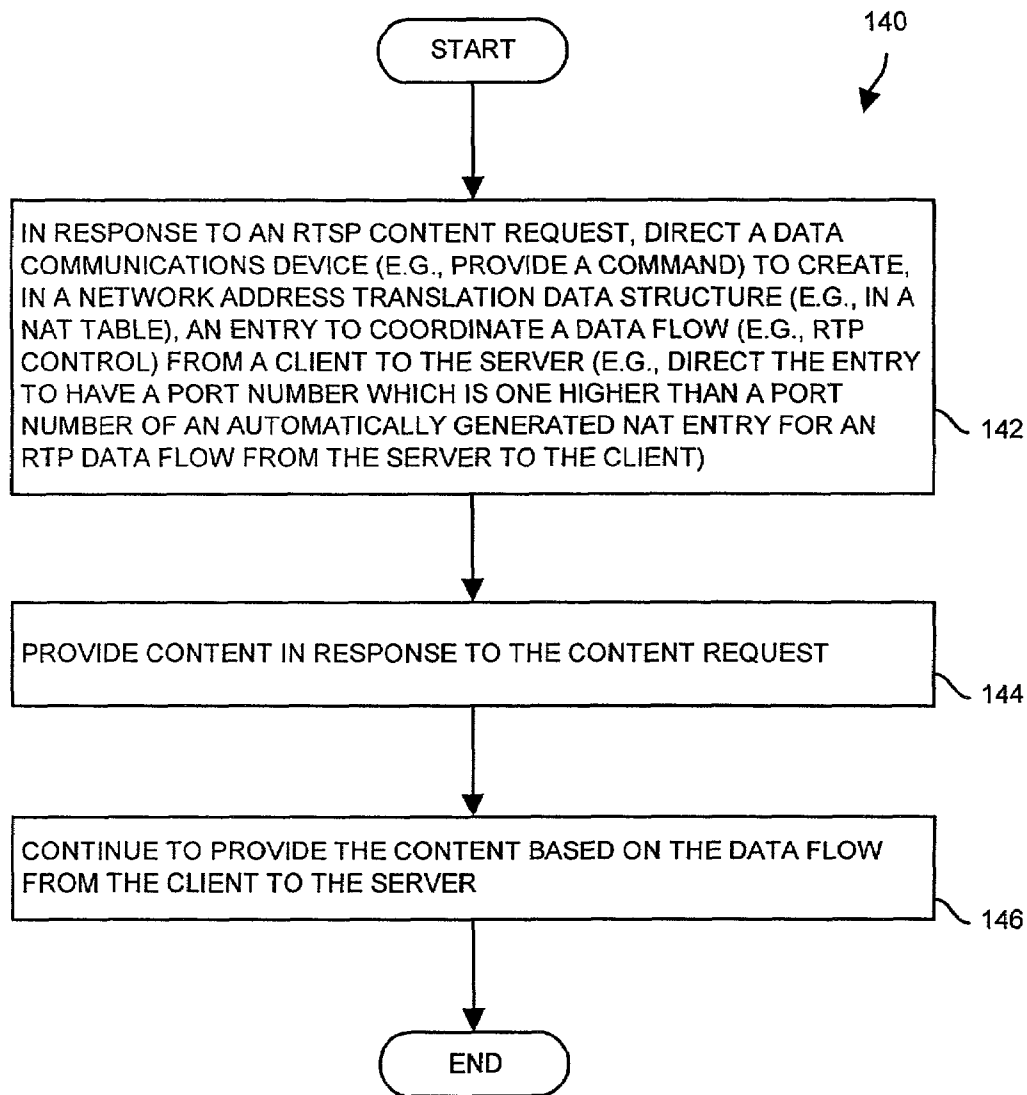 140
START
IN RESPONSE TO AN RTSP CONTENT REQUEST, DIRECT A DATA
COMMUNICATIONS DEVICE (E.G., PROVIDE A COMMAND) TO CREATE,
IN A NETWORK ADDRESS TRANSLATION DATA STRUCTURE (E.G., IN A
NAT TABLE), AN ENTRY TO COORDINATE A DATA FLOW (E.G., RTP
CONTROL) FROM A CLIENT TO THE SERVER (E.G., DIRECT THE ENTRY
TO HAVE A PORT NUMBER WHICH IS ONE HIGHER THAN A PORT
NUMBER OF AN AUTOMATICALLY GENERATED NAT ENTRY FOR AN
RTP DATA FLOW FROM THE SERVER TO THE CLIENT)
142
PROVIDE CONTENT IN RESPONSE TO THE CONTENT REQUEST.
144
CONTINUE TO PROVIDE THE CONTENT BASED ON THE DATA FLOW
FROM THE CLIENT TO THE SERVER
146
END